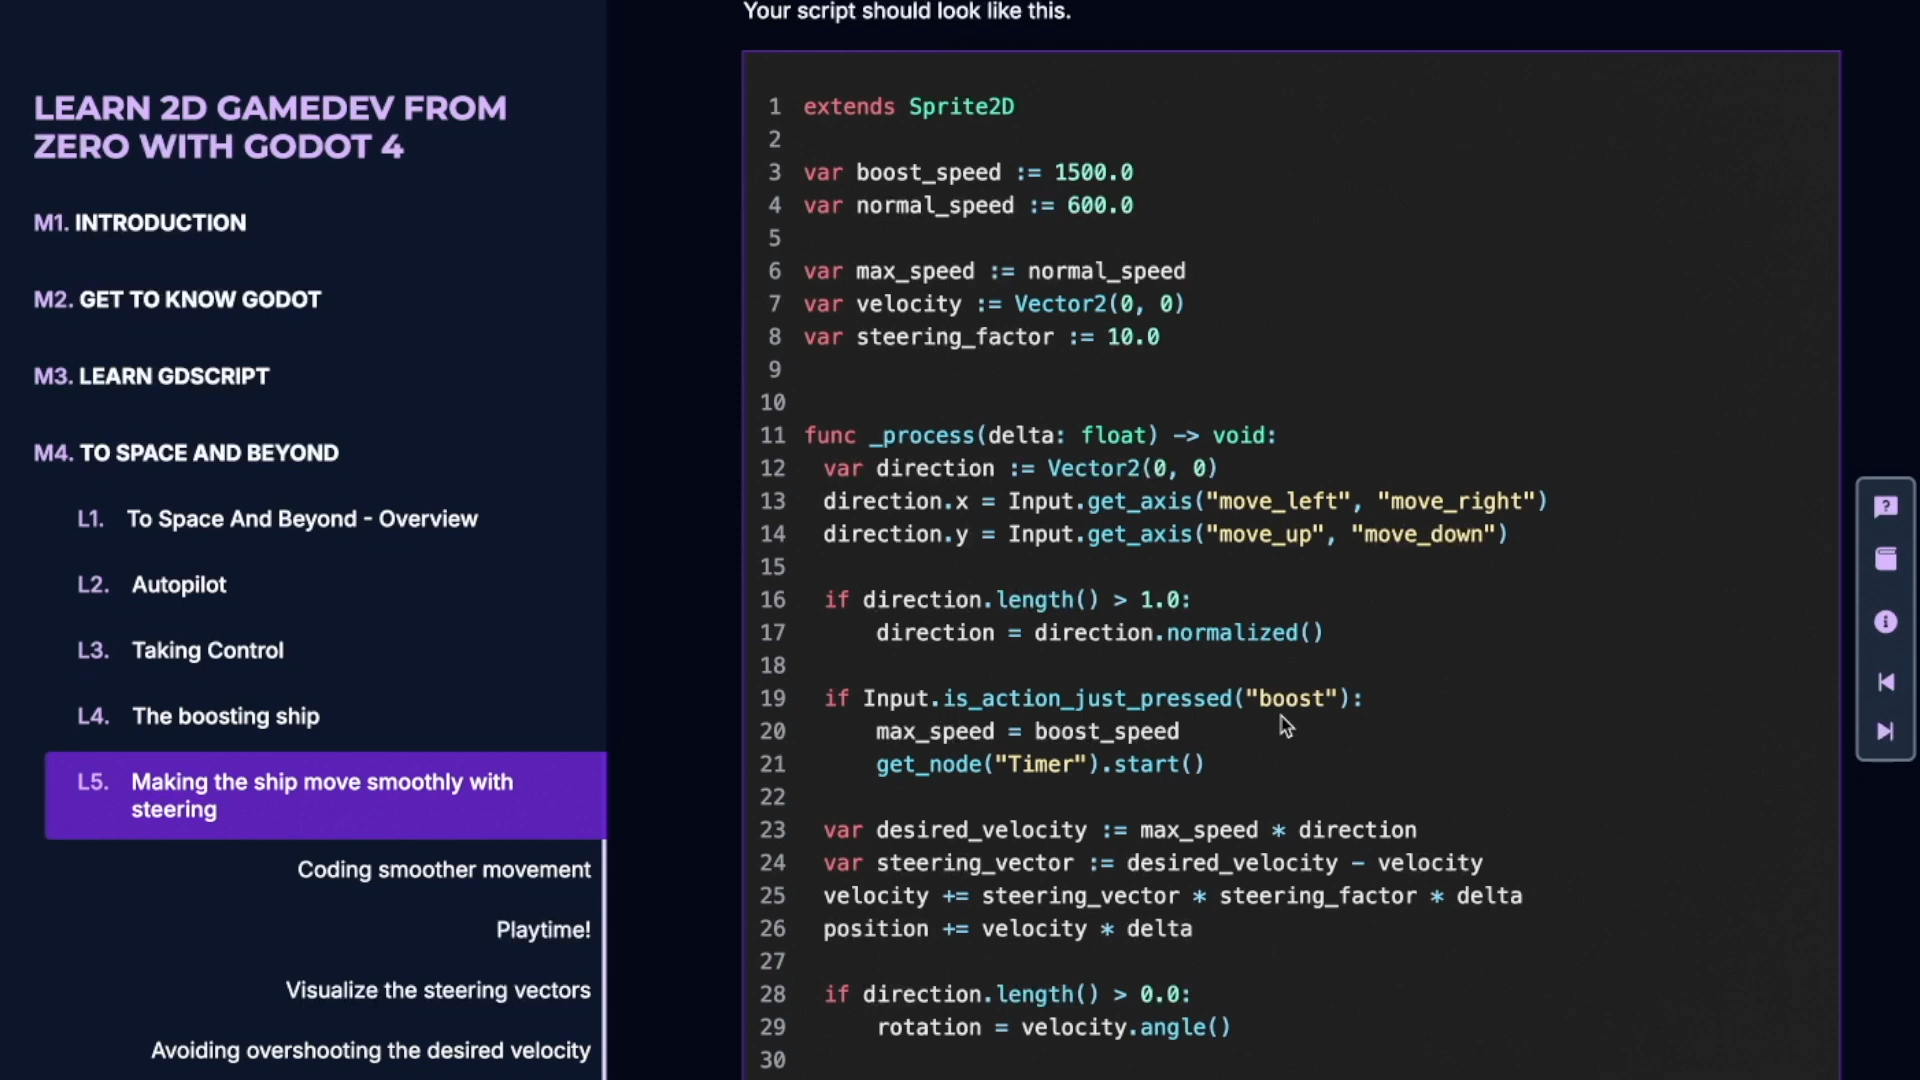 LEARN 2D GAMEDEV FROM
ZERO WITH GODOT 4
M1. INTRODUCTION
M2. GET TO KNOW GODOT
M3. LEARN GDSCRIPT
M4. TO SPACE AND BEYOND
L1. To Space And Beyond - Overview
L2. Autopilot
L3. Taking Control
L4. The boosting ship
L5. Making the ship move smoothly with
steering
Coding smoother movement
Playtime!
Visualize the steering vectors
Avoiding overshooting the desired velocity
Your script should look like this.
1 extends Sprite2D
2
3 var boost_speed := 1500.0
4 var normal_speed := 600.0
5
6 var max_speed := normal_speed
7 var velocity := Vector2(0, 0)
8 var steering_factor := 10.0
9
10
11 func _process(delta: float) -> void:
12 var direction := Vector2(0, 0)
13 direction.x = Input.get_axis("move_left", "move_right")
14 direction.y = Input.get_axis("move_up", "move_down")
15
16 if direction.length() > 1.0:
17 direction = direction.normalized()
18
19 if Input.is_action_just_pressed("boost"):
20 max_speed = boost_speed
21 get_node("Timer").start()
22
23 var desired_velocity := max_speed * direction
24 var steering_vector := desired_velocity - velocity
25 velocity += steering_vector * steering_factor * delta
26 position += velocity * delta
27
28 if direction.length() > 0.0:
29 rotation = velocity.angle()
30